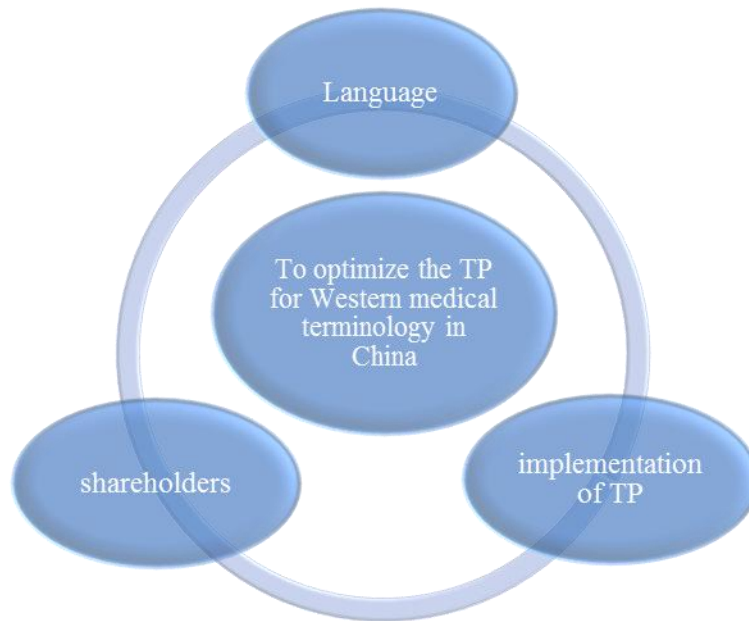 Language
To optimize the TP
for Western medical
terminology in
China
shareholders
implementation
of TP